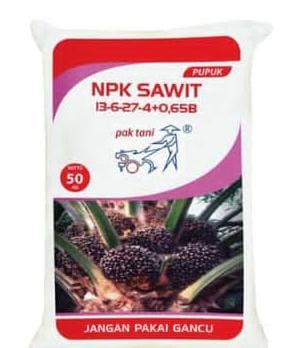 PUPUK
NPK SAWIT
13-6-27-4+0,65B
pak tani ®
NETTO
50
KG
JANGAN PAKAI GANCU